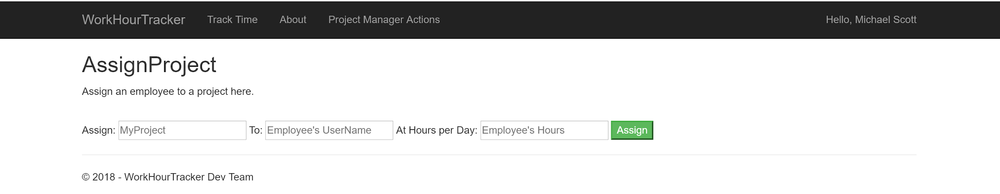 WorkHourTracker Track Time About Project Manager Actions Hello, Michael Scott
AssignProject
Assign an employee to a project here.
Assign: MyProject To: Employee's UserName At Hours per Day: Employee's Hours Assign
© 2018 - WorkHourTracker Dev Team